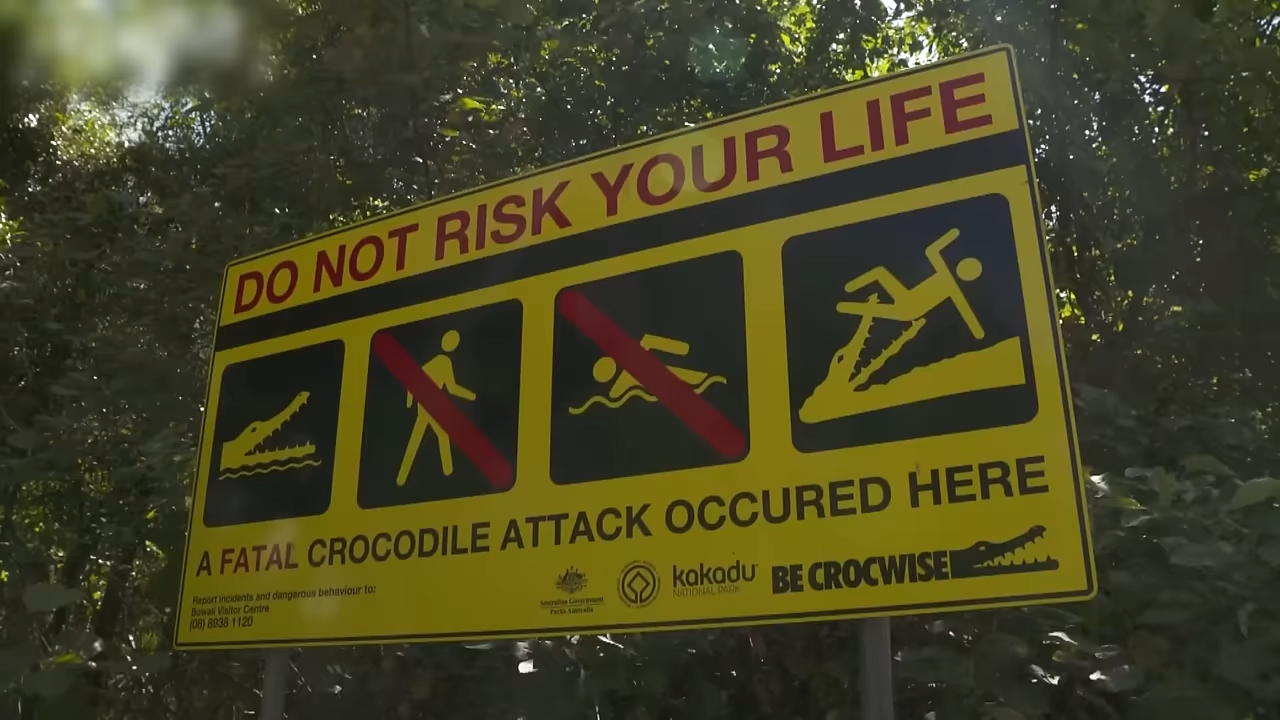 DO NOT RISK YOUR LIFE
A FATAL CROCODILE ATTACK OCCURED HERE
Report incidents and dangerous behaviour to:
Bowali Visitor Centre
(08) 8938 1120
Australian Government
Parks Australia
kakadu
NATIONAL PARK
BE CROCWISE